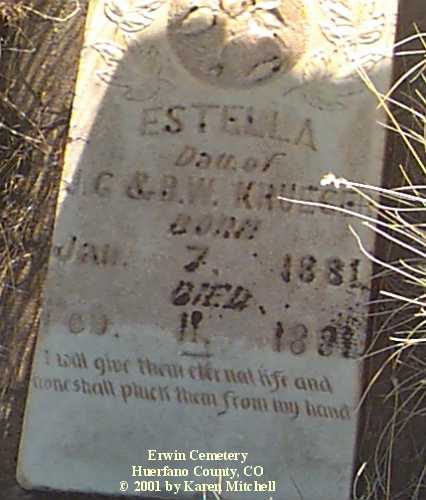 ESTELLA
Dau. of
J.C & B.W.
BORN
Jan. 7. 1881
DIED.
Feb. 11.
I will give them eternal life and
none shall pluck them from my hand
Erwin Cemetery
Huerfano County, CO
© 2001 by Karen Mitchell